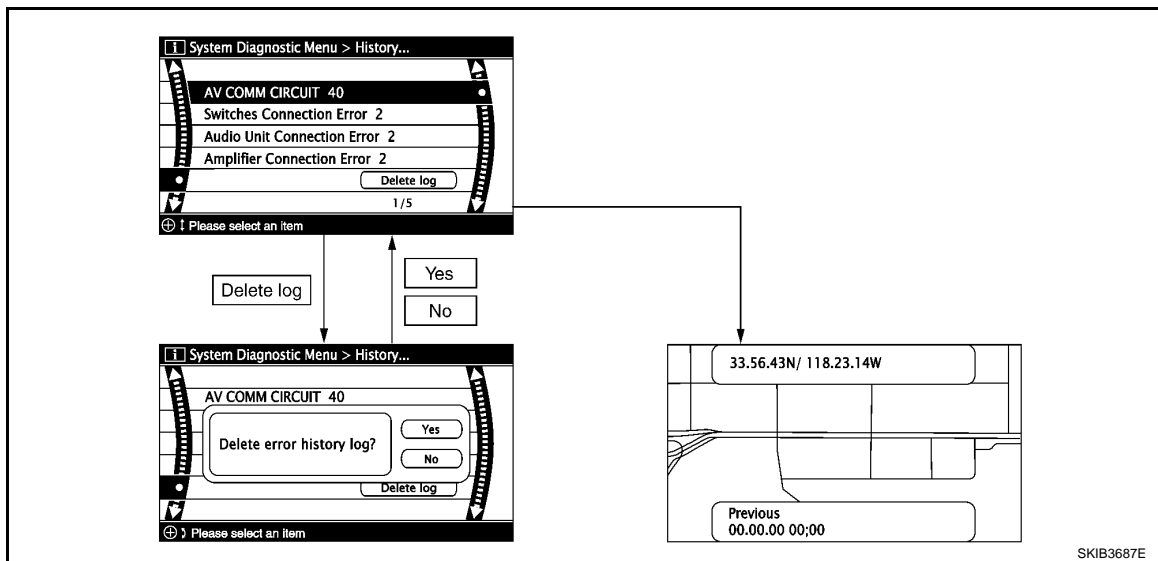 i System Diagnostic Menu > History...
AV COMM CIRCUIT 40
Switches Connection Error 2
Audio Unit Connection Error 2
Amplifier Connection Error 2
Delete log
1/5
Please select an item
Delete log
Yes
No
i System Diagnostic Menu > History...
AV COMM CIRCUIT 40
Delete error history log?
Yes
No
Delete log
Please select an item
33.56.43N/ 118.23.14W
Previous
00.00.00 00;00
SKIB3687E